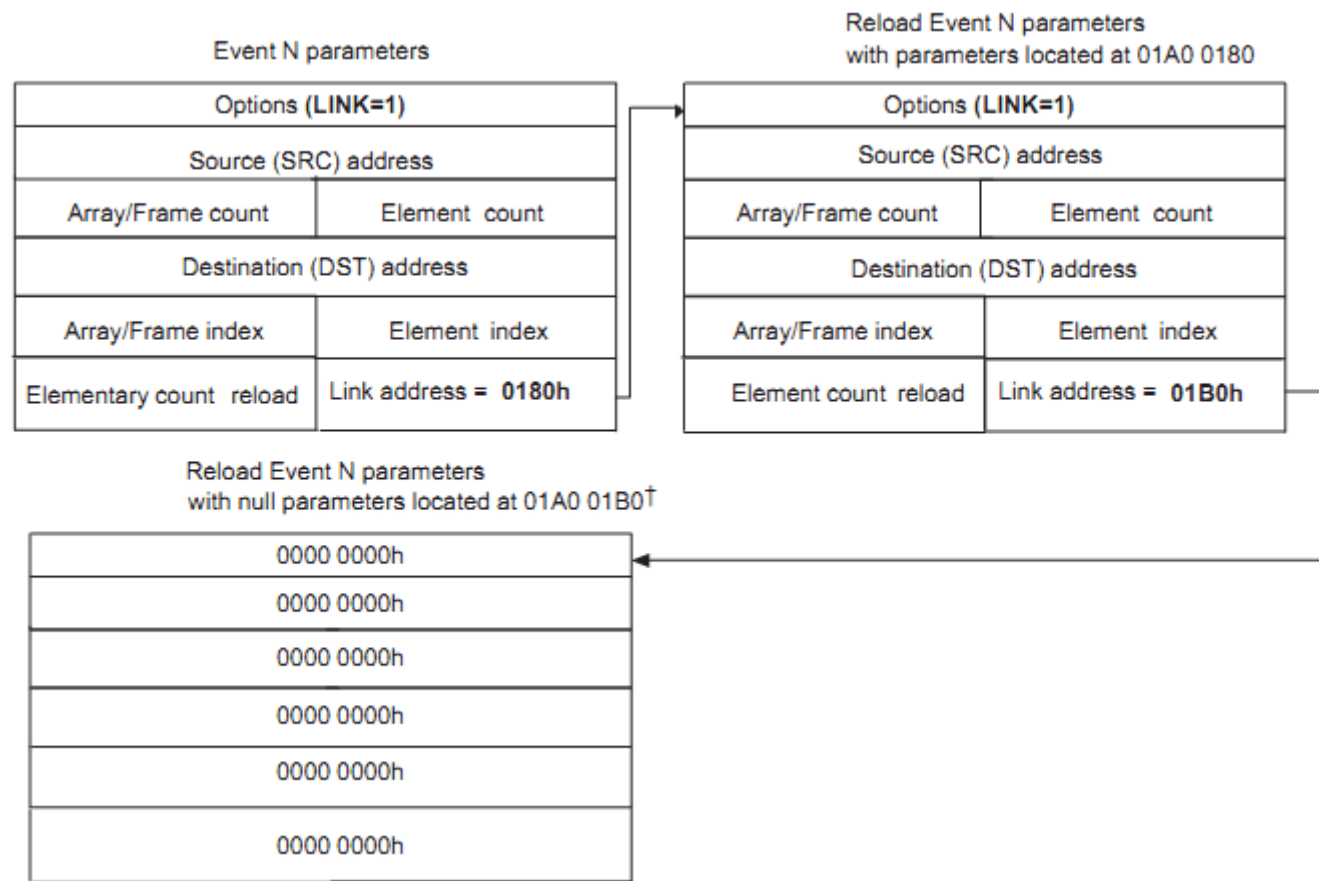 Event N parameters
Options (LINK=1)
Source (SRC) address
Array/Frame count Element count
Destination (DST) address
Array/Frame index Element index
Elementary count reload Link address = 0180h
Reload Event N parameters
with parameters located at 01A0 0180
Options (LINK=1)
Source (SRC) address
Array/Frame count Element count
Destination (DST) address
Array/Frame index Element index
Element count reload Link address = 01B0h
Reload Event N parameters
with null parameters located at 01A0 01B0†
0000 0000h
0000 0000h
0000 0000h
0000 0000h
0000 0000h
0000 0000h